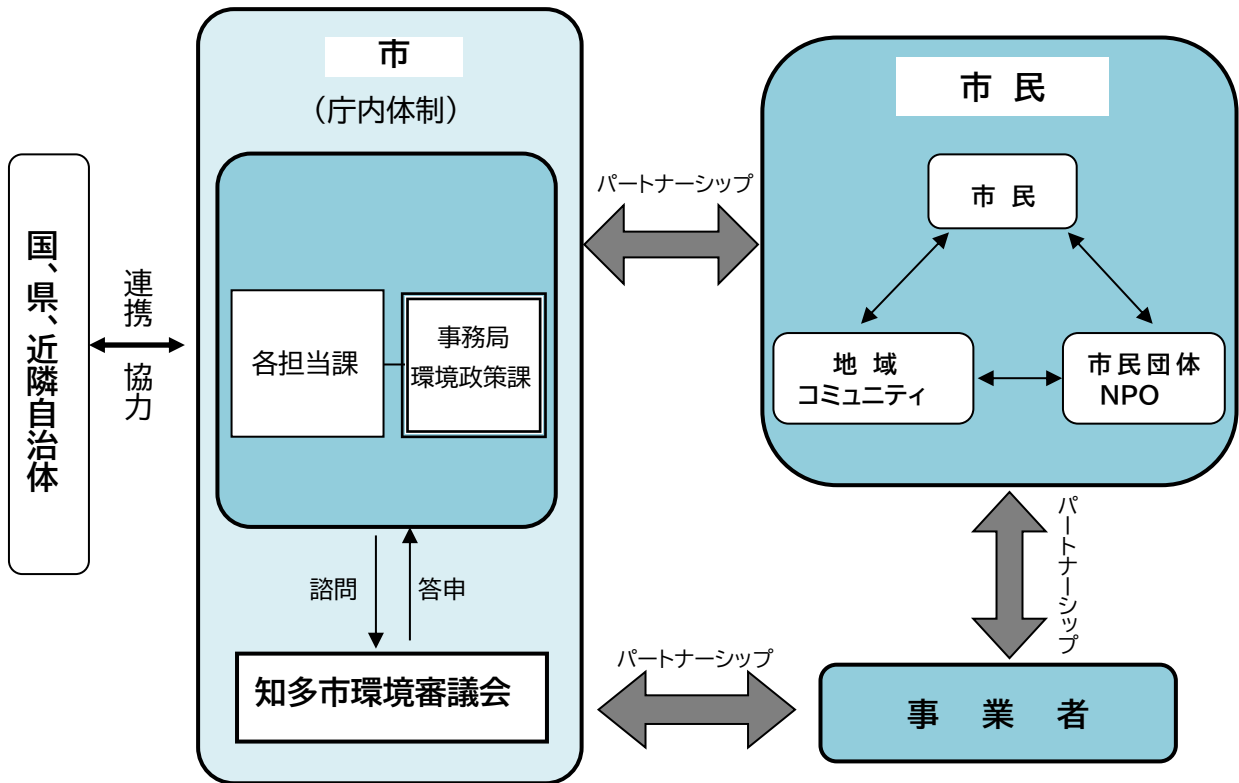 国、県、近隣自治体
連携
協力
市
（庁内体制）
各担当課
事務局
環境政策課
諮問
答申
知多市環境審議会
パートナーシップ
市 民
市 民
地 域
コミュニティ
市民団体
NPO
パートナーシップ
パートナーシップ
事 業 者